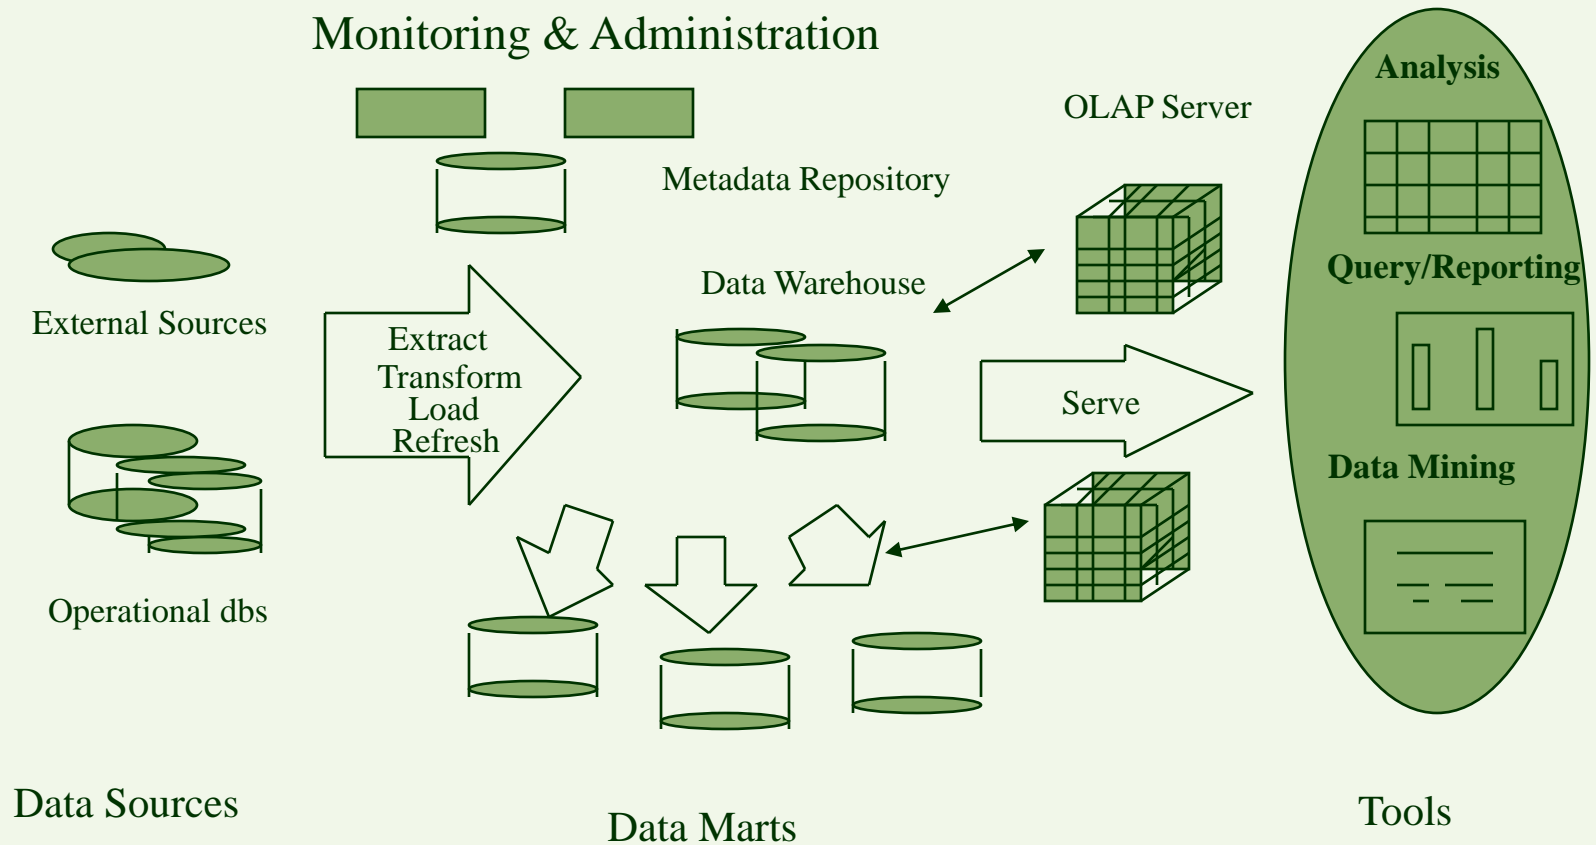 Monitoring & Administration
Analysis
OLAP Server
Metadata Repository
Query/Reporting
Data Warehouse
External Sources
Extract
Transform
Load
Refresh
Serve
Data Mining
Operational dbs
Data Sources
Data Marts
Tools